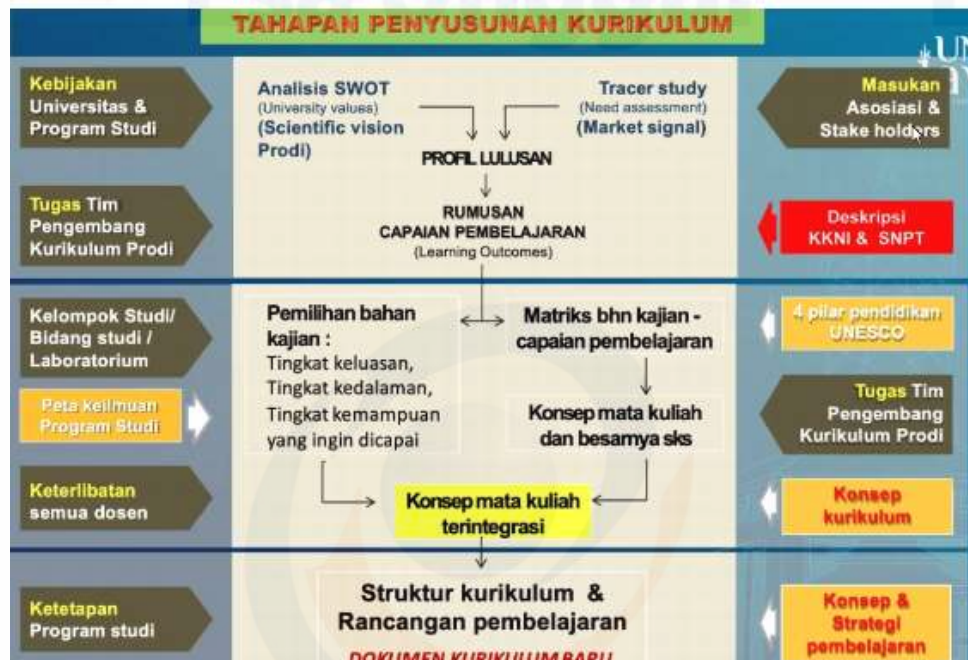 TAHAPAN PENYUSUNAN KURIKULUM
Kebijakan
Universitas &
Program Studi
Analisis SWOT
(University values)
(Scientific vision
Prodi)
Tracer study
(Need assessment)
(Market signal)
Masukan
Asosiasi &
Stake holders
PROFIL LULUSAN
Tugas Tim
Pengembang
Kurikulum Prodi
RUMUSAN
CAPAIAN PEMBELAJARAN
(Learning Outcomes)
Deskripsi
KKNI & SNPT
Kelompok Studi/
Bidang studi /
Laboratorium
Pemilihan bahan
kajian :
Tingkat keluasan,
Tingkat kedalaman,
Tingkat kemampuan
yang ingin dicapai
Matriks bhn kajian -
capaian pembelajaran
4 pilar pendidikan
UNESCO
Peta keilmuan
Program Studi
Konsep mata kuliah
dan besarnya sks
Tugas Tim
Pengembang
Kurikulum Prodi
Keterlibatan
semua dosen
Konsep mata kuliah
terintegrasi
Konsep
kurikulum
Ketetapan
Program studi
Struktur kurikulum &
Rancangan pembelajaran
DOKUMEN KURIKULUM BARU
Konsep &
Strategi
pembelajaran